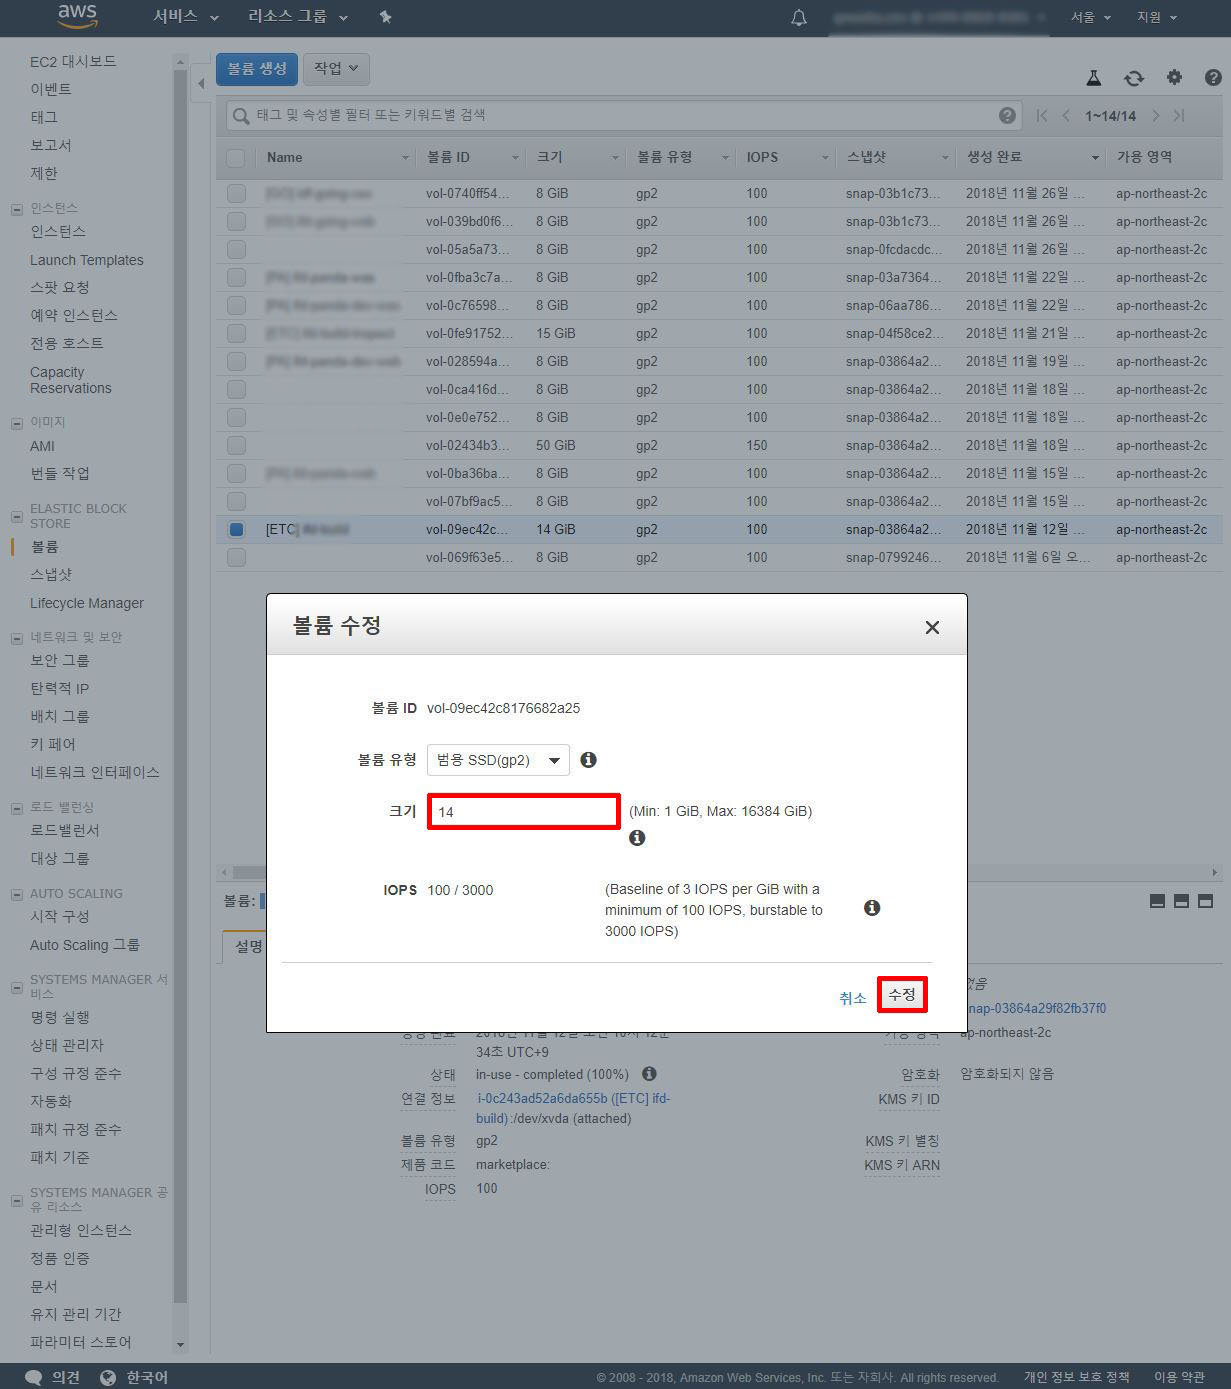 aws 서비스 리소스 그룹 서울 지원
EC2 대시보드
이벤트
태그
보고서
제한
인스턴스
인스턴스
Launch Templates
스팟 요청
예약 인스턴스
전용 호스트
Capacity
Reservations
이미지
AMI
번들 작업
ELASTIC BLOCK
STORE
볼륨
스냅샷
Lifecycle Manager
네트워크 및 보안
보안 그룹
탄력적 IP
배치 그룹
키 페어
네트워크 인터페이스
로드 밸런싱
로드밸런서
대상 그룹
AUTO SCALING
시작 구성
Auto Scaling 그룹
SYSTEMS MANAGER 서
비스
명령 실행
상태 관리자
구성 규정 준수
자동화
패치 규정 준수
패치 기준
SYSTEMS MANAGER 공
유 리소스
관리형 인스턴스
정품 인증
문서
유지 관리 기간
파라미터 스토어
볼륨 생성 작업
태그 및 속성별 필터 또는 키워드별 검색 1~14/14
Name 볼륨 ID 크기 볼륨 유형 IOPS 스냅샷 생성 완료 가용 영역
vol-0740ff54... 8 GiB gp2 100 snap-03b1c73... 2018년 11월 26일 ... ap-northeast-2c
vol-039bd0f6... 8 GiB gp2 100 snap-03b1c73... 2018년 11월 26일 ... ap-northeast-2c
vol-05a5a73... 8 GiB gp2 100 snap-0fcdacdc... 2018년 11월 26일 ... ap-northeast-2c
vol-0fba3c7a... 8 GiB gp2 100 snap-03a7364... 2018년 11월 22일 ... ap-northeast-2c
vol-0c76598... 8 GiB gp2 100 snap-06aa786... 2018년 11월 22일 ... ap-northeast-2c
vol-0fe91752... 15 GiB gp2 100 snap-04f58ce2... 2018년 11월 21일 ... ap-northeast-2c
vol-028594a... 8 GiB gp2 100 snap-03864a2... 2018년 11월 19일 ... ap-northeast-2c
vol-0ca416d... 8 GiB gp2 100 snap-03864a2... 2018년 11월 18일 ... ap-northeast-2c
vol-0e0e752... 8 GiB gp2 100 snap-03864a2... 2018년 11월 18일 ... ap-northeast-2c
vol-02434b3... 50 GiB gp2 150 snap-03864a2... 2018년 11월 18일 ... ap-northeast-2c
vol-0ba36ba... 8 GiB gp2 100 snap-03864a2... 2018년 11월 15일 ... ap-northeast-2c
vol-07bf9ac5... 8 GiB gp2 100 snap-03864a2... 2018년 11월 15일 ... ap-northeast-2c
[ETC] vol-09ec42c... 14 GiB gp2 100 snap-03864a2... 2018년 11월 12일 ... ap-northeast-2c
vol-069f63e5... 8 GiB gp2 100 snap-0799246... 2018년 11월 6일 오... ap-northeast-2c
볼륨 수정
볼륨 ID vol-09ec42c8176682a25
볼륨 유형 범용 SSD(gp2)
크기 14 (Min: 1 GiB, Max: 16384 GiB)
IOPS 100 / 3000 (Baseline of 3 IOPS per GiB with a
minimum of 100 IOPS, burstable to
3000 IOPS)
취소 수정
볼륨:
설명
없음
snap-03864a29f82fb37f0
생성 완료 2018년 11월 12일 오전 10시 12분
34초 UTC+9
가용 영역 ap-northeast-2c
상태 in-use - completed (100%)
암호화 암호화되지 않음
연결 정보 i-0c243ad52a6da655b ([ETC] ifd-
build):/dev/xvda (attached)
KMS 키 ID
볼륨 유형 gp2
KMS 키 별칭
제품 코드 marketplace:
KMS 키 ARN
IOPS 100
의견 한국어 © 2008 - 2018, Amazon Web Services, Inc. 또는 자회사. All rights reserved. 개인 정보 보호 정책 이용 약관